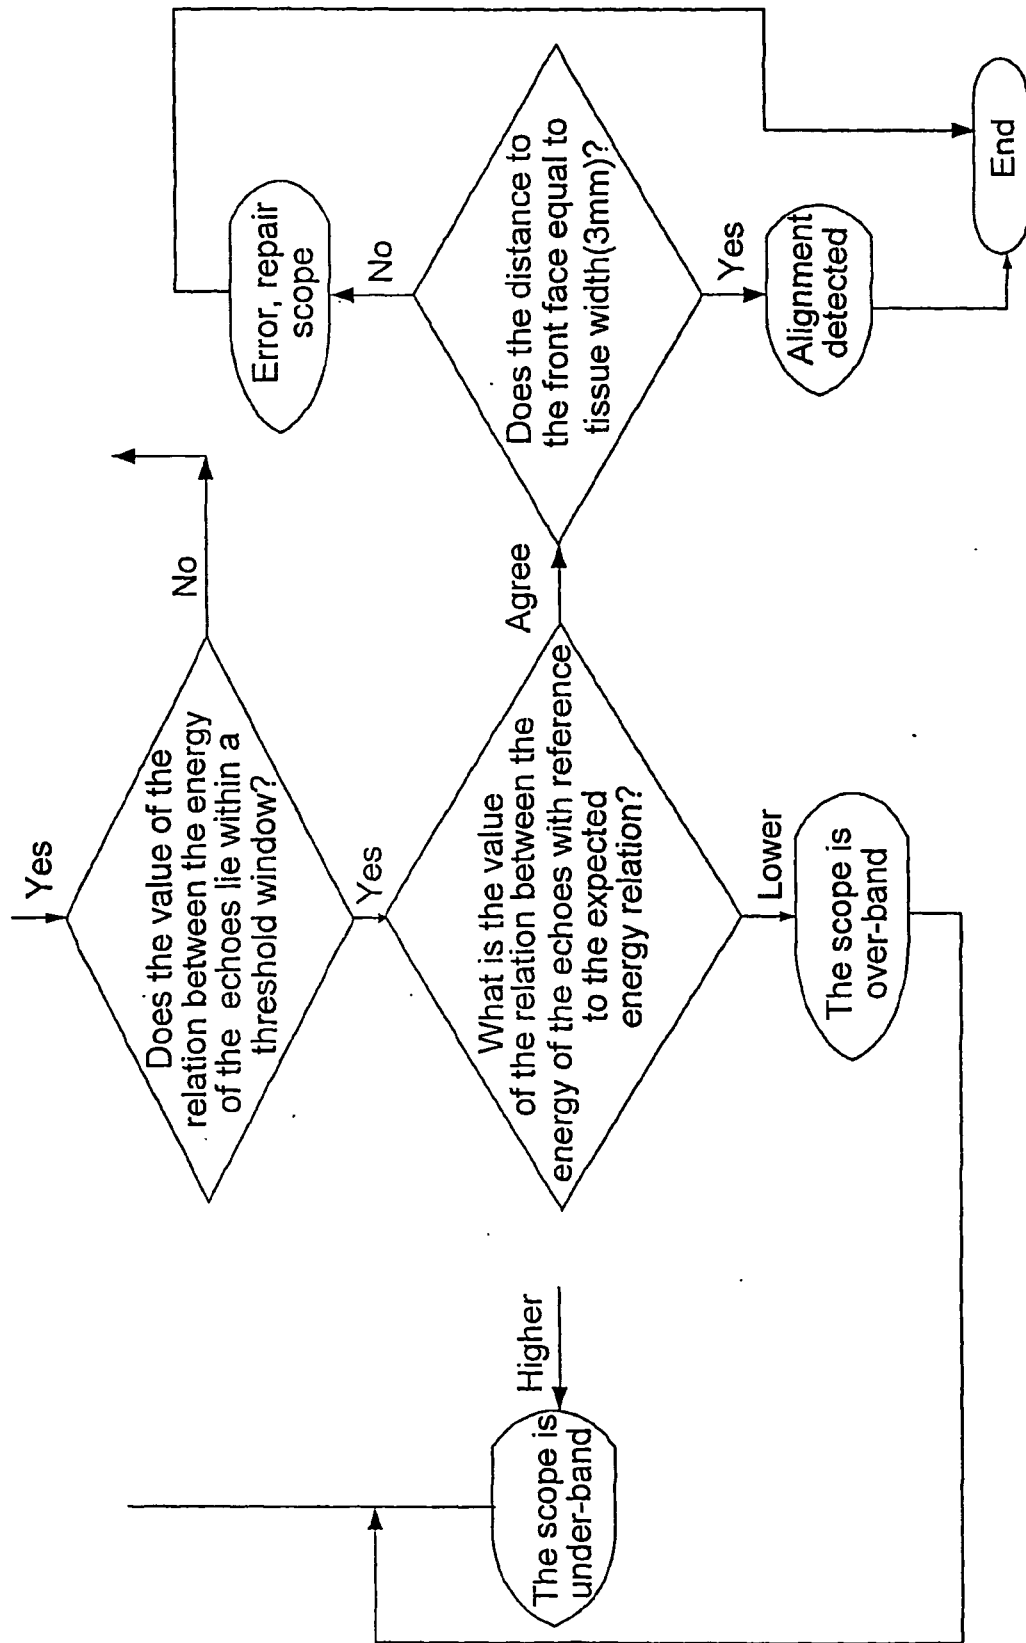 Yes
Does the value of the
relation between the energy
of the echoes lie within a
threshold window?
No
Yes
What is the value
of the relation between the
energy of the echoes with reference
to the expected
energy relation?
Higher
The scope is
under-band
Lower
The scope is
over-band
Agree
Does the distance to
the front face equal to
tissue width(3mm)?
No
Error, repair
scope
Yes
Alignment
detected
End